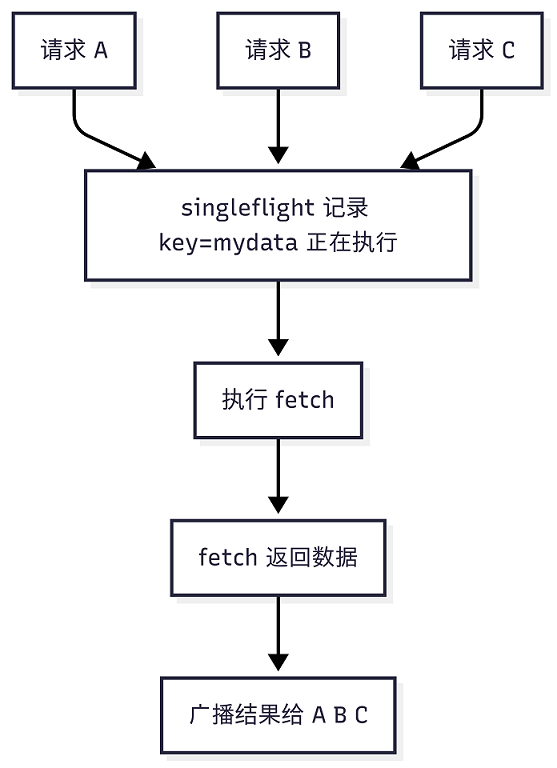 请求 A
请求 B
请求 C
singleflight 记录
key=mydata 正在执行
执行 fetch
fetch 返回数据
广播结果给 A B C